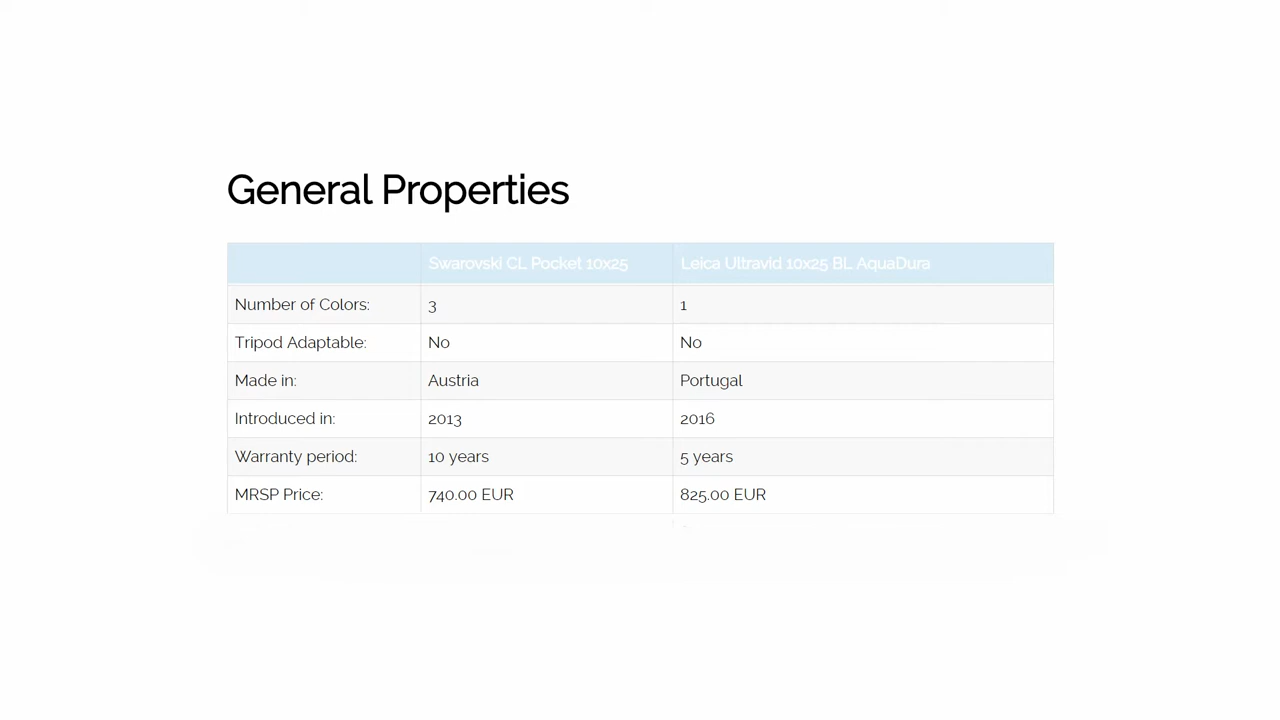 General Properties
Swarovski CL Pocket 10x25 Leica Ultravid 10x25 BL AquaDura
Number of Colors: 3 1
Tripod Adaptable: No No
Made in: Austria Portugal
Introduced in: 2013 2016
Warranty period: 10 years 5 years
MRSP Price: 740.00 EUR 825.00 EUR